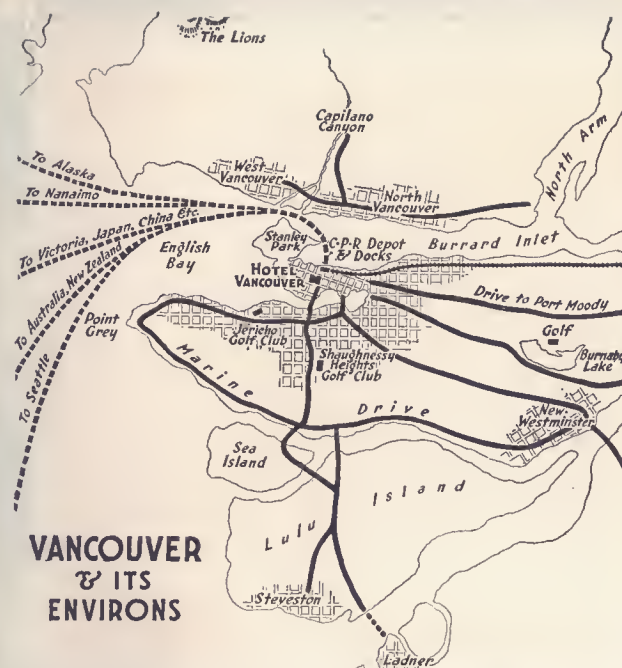 The Lions
Capilano
Canyon
North Arm
West
Vancouver
North
Vancouver
To Alaska
To Nanaimo
To Victoria, Japan, China Etc.
To Australia, New Zealand
To Seattle
English
Bay
Stanley
Park
C·P·R Depot
& Docks
Burrard Inlet
HOTEL
VANCOUVER
Drive to Port Moody
Point
Grey
Jericho
Golf Club
Golf
Burnaby
Lake
Shaughnessy
Heights
Golf Club
Marine Drive
New
Westminster
Sea
Island
Lulu Island
VANCOUVER
& ITS
ENVIRONS
Steveston
Ladner